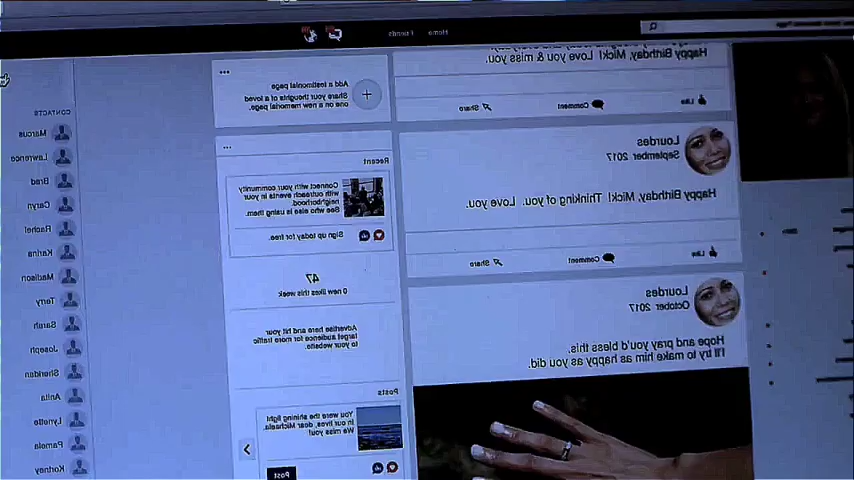 Home
Friends
Happy Birthday, Mick! Love you & miss you.
Like
Comment
Share
Lourdes
September 2017
Happy Birthday, Mick! Thinking of you. Love you.
Like
Comment
Share
Lourdes
October 2017
Hope and pray you'd bless this.
I'll try to make him as happy as you did.
Add a testimonial page
Share your thoughts of a loved
one on a new memorial page.
Recent
Connect with your community
with outreach events in your
neighborhood.
See who else is using them.
Sign up today for free.
47
0 new likes this week
Advertise here and hit your
target audience for more traffic
to your website.
Posts
You were the shining light
in our lives, dear Michaela.
We miss you!
Post
CONTACTS
Marcus
Lawrence
Brad
Caryn
Rachel
Karina
Madison
Terry
Sarah
Joseph
Sheridan
Anita
Lynette
Pamela
Kortney